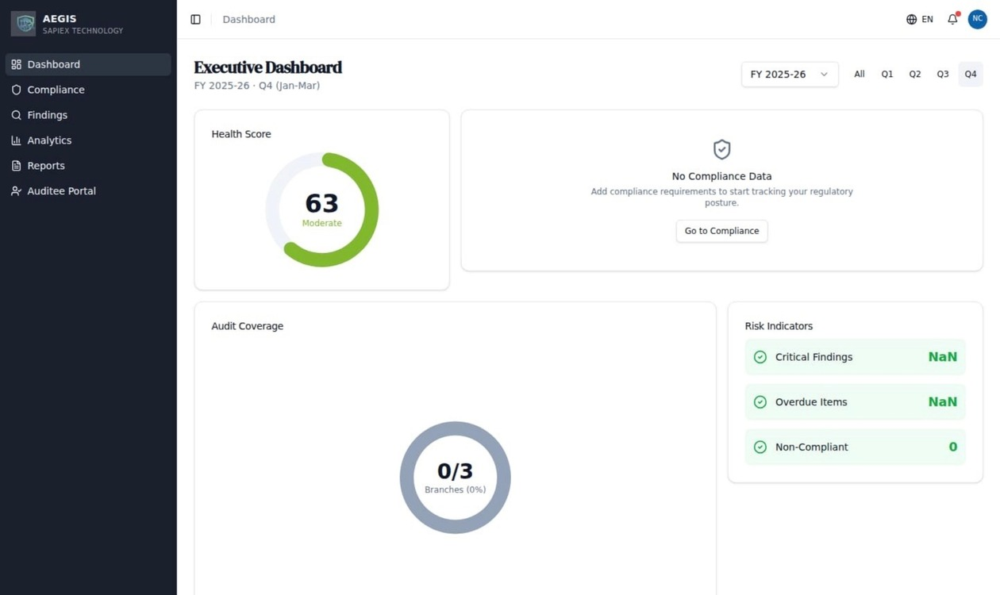 AEGIS
SAPIEX TECHNOLOGY
Dashboard
Compliance
Findings
Analytics
Reports
Auditee Portal
Dashboard
EN
NC
Executive Dashboard
FY 2025-26 · Q4 (Jan-Mar)
FY 2025-26
All Q1 Q2 Q3 Q4
Health Score
63
Moderate
No Compliance Data
Add compliance requirements to start tracking your regulatory
posture.
Go to Compliance
Audit Coverage
0/3
Branches (0%)
Risk Indicators
Critical Findings NaN
Overdue Items NaN
Non-Compliant 0